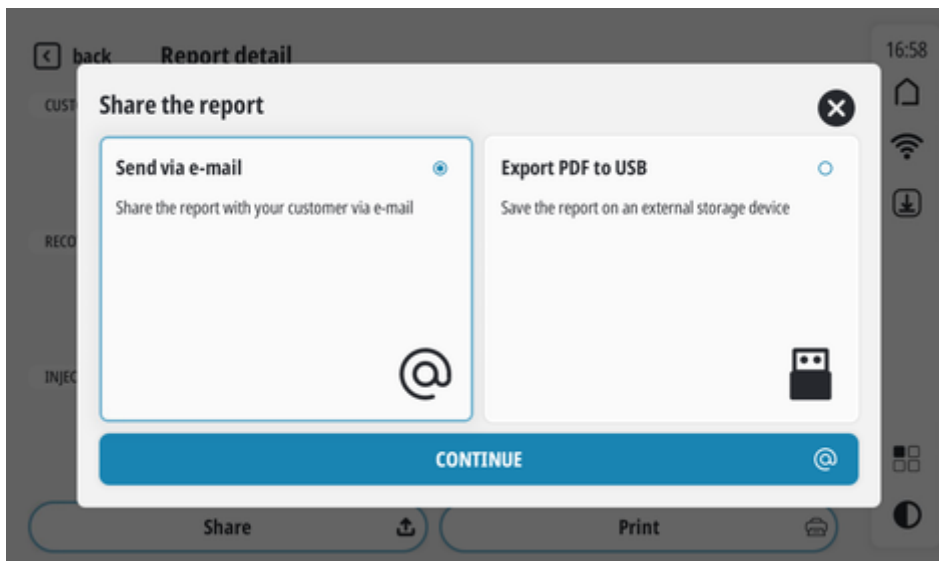 back
Report detail
16:58
Share the report
Send via e-mail
Share the report with your customer via e-mail
Export PDF to USB
Save the report on an external storage device
CONTINUE
Share
Print